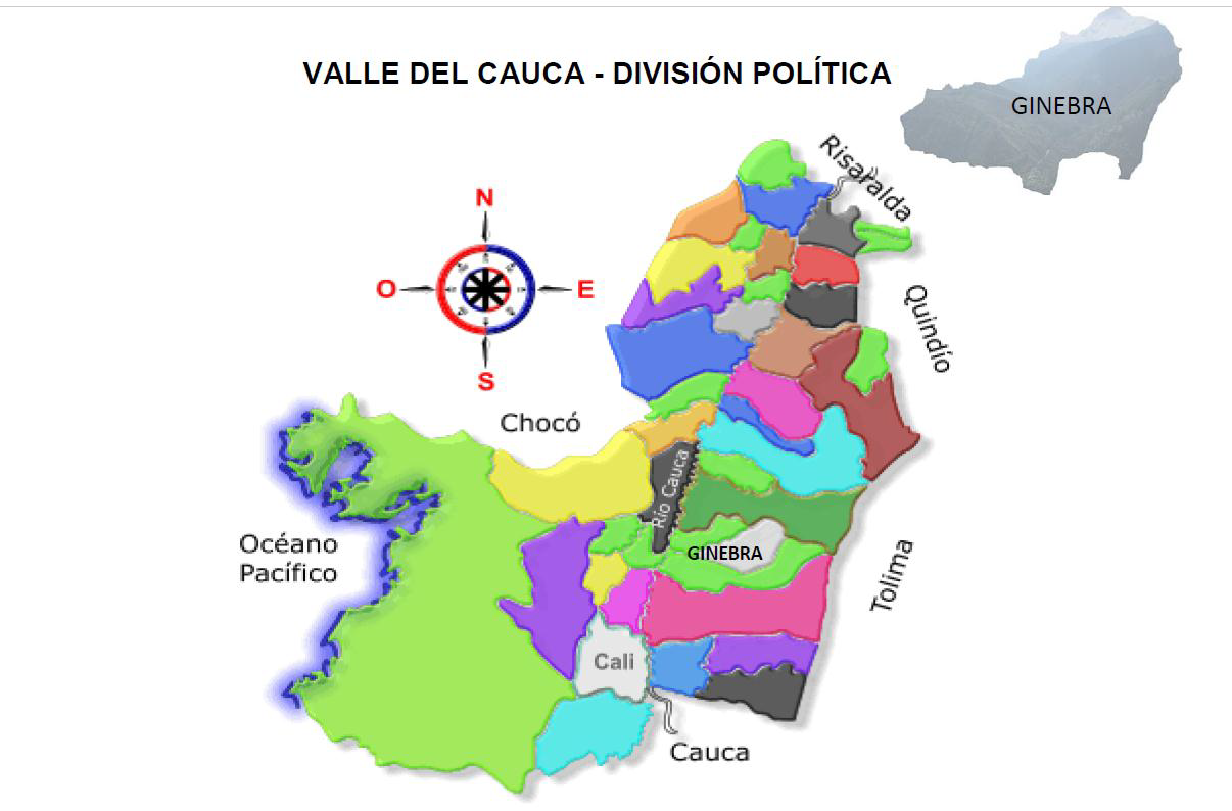 VALLE DEL CAUCA - DIVISIÓN POLÍTICA
GINEBRA
Risaralda
N
O
E
S
Quindío
Chocó
Río Cauca
Océano
Pacífico
GINEBRA
Tolima
Cali
Cauca